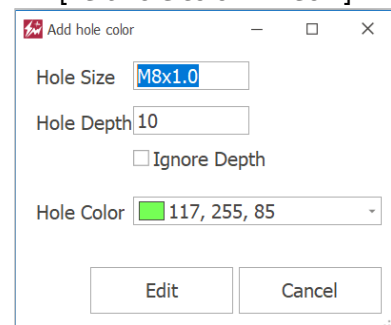 Add hole color
Hole Size M8x1.0
Hole Depth 10
Ignore Depth
Hole Color 117, 255, 85
Edit Cancel